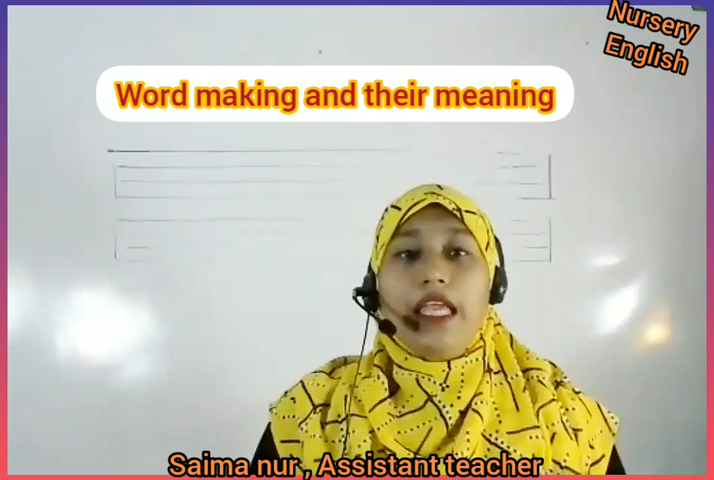 Nursery
English
Word making and their meaning
Saima nur , Assistant teacher